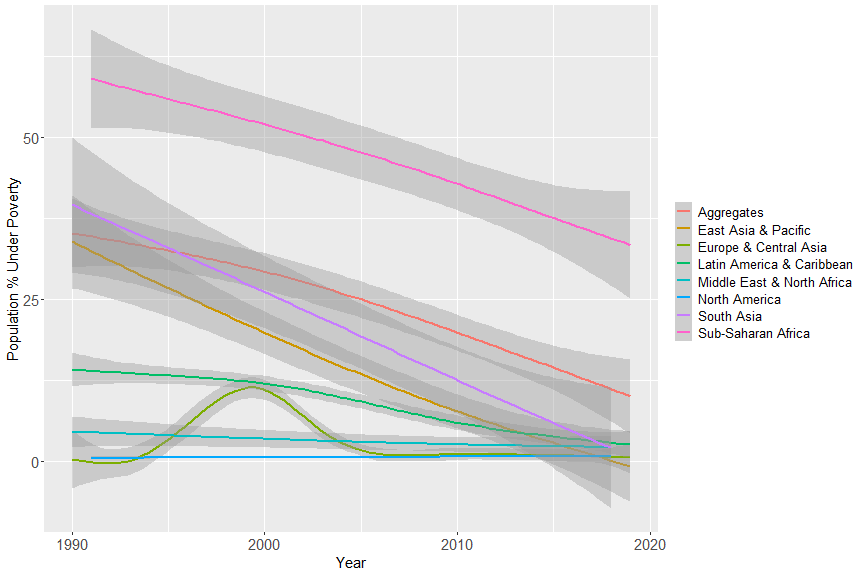 Population % Under Poverty
50
25
0
1990
2000
2010
2020
Year
Aggregates
East Asia & Pacific
Europe & Central Asia
Latin America & Caribbean
Middle East & North Africa
North America
South Asia
Sub-Saharan Africa